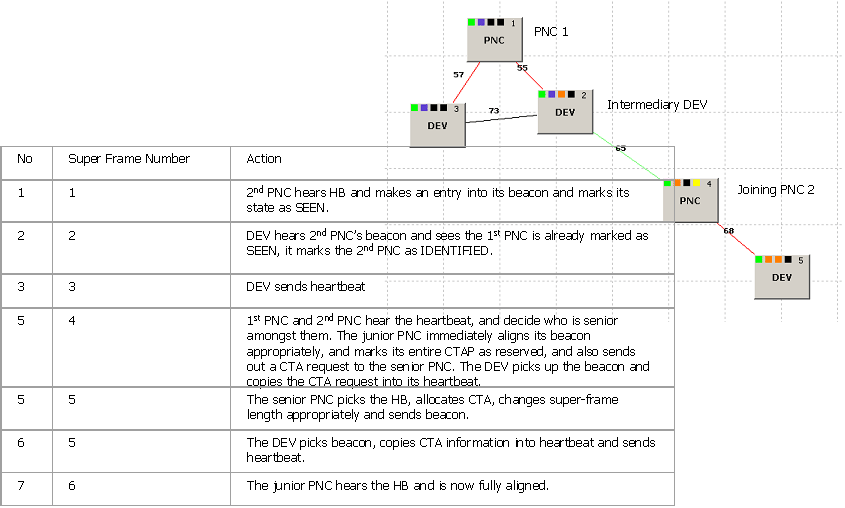 1
PNC
PNC 1
57
55
3
DEV
73
2
DEV
Intermediary DEV
65
4
PNC
Joining PNC 2
68
5
DEV
No Super Frame Number Action
1 1 2nd PNC hears HB and makes an entry into its beacon and marks its
state as SEEN.
2 2 DEV hears 2nd PNC's beacon and sees the 1st PNC is already marked as
SEEN, it marks the 2nd PNC as IDENTIFIED.
3 3 DEV sends heartbeat
5 4 1st PNC and 2nd PNC hear the heartbeat, and decide who is senior
amongst them. The junior PNC immediately aligns its beacon
appropriately, and marks its entire CTAP as reserved, and also sends
out a CTA request to the senior PNC. The DEV picks up the beacon and
copies the CTA request into its heartbeat.
5 5 The senior PNC picks the HB, allocates CTA, changes super-frame
length appropriately and sends beacon.
6 5 The DEV picks beacon, copies CTA information into heartbeat and sends
heartbeat.
7 6 The junior PNC hears the HB and is now fully aligned.